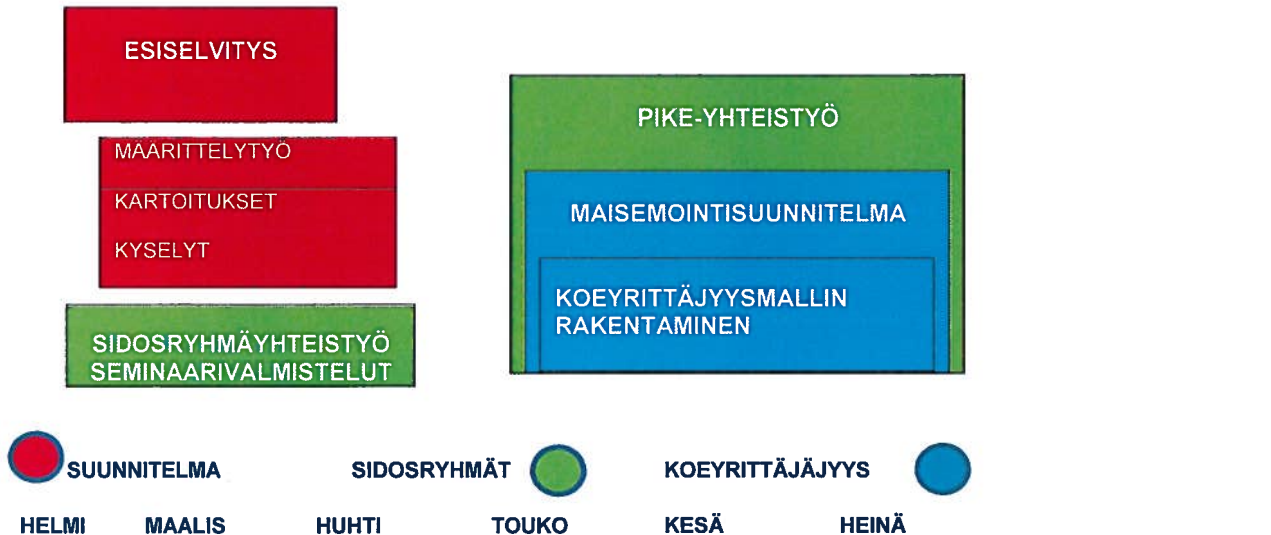 ESISELVITYS
MÄÄRITTELYTYÖ
KARTOITUKSET
KYSELYT
SIDOSRYHMÄYHTEISTYÖ
SEMINAARIVALMISTELUT
PIKE-YHTEISTYÖ
MAISEMOINTISUUNNITELMA
KOEYRITTÄJYYSMALLIN
RAKENTAMINEN
SUUNNITELMA SIDOSRYHMÄT KOEYRITTÄJÄJYYS
HELMI MAALIS HUHTI TOUKO KESÄ HEINÄ